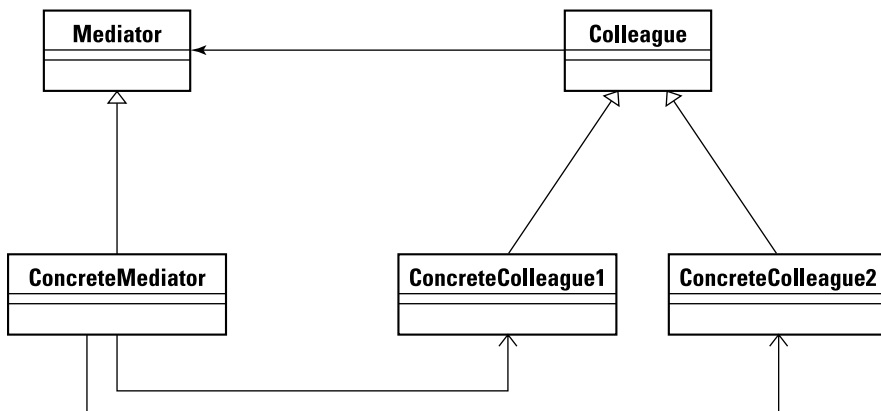 Mediator
Colleague
ConcreteMediator
ConcreteColleague1
ConcreteColleague2